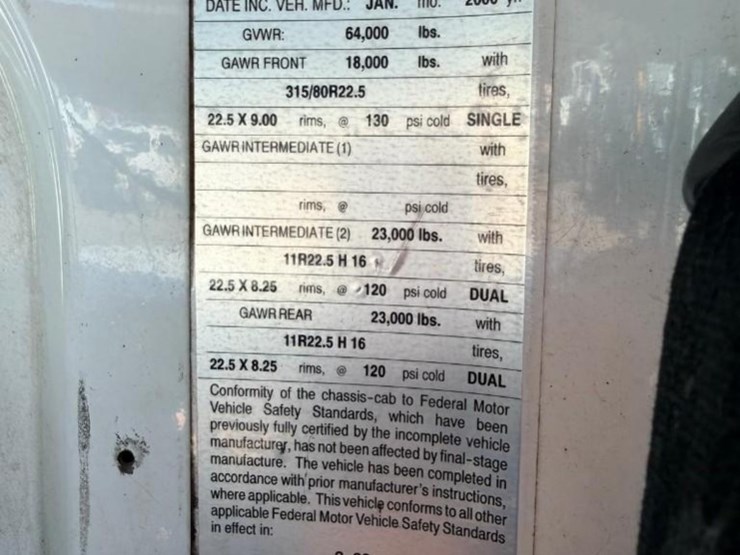 DATE INC. VEH. MFD.: JAN. mo. 2000 yr.
GVWR: 64,000 lbs.
GAWR FRONT 18,000 lbs. with
315/80R22.5 tires,
22.5 X 9.00 rims, @ 130 psi cold SINGLE
GAWR INTERMEDIATE (1) with
tires,
rims, @ psi cold
GAWR INTERMEDIATE (2) 23,000 lbs. with
11R22.5 H 16 tires,
22.5 X 8.25 rims, @ 120 psi cold DUAL
GAWR REAR 23,000 lbs. with
11R22.5 H 16 tires,
22.5 X 8.25 rims, @ 120 psi cold DUAL
Conformity of the chassis-cab to Federal Motor
Vehicle Safety Standards, which have been
previously fully certified by the incomplete vehicle
manufacturer, has not been affected by final-stage
manufacture. The vehicle has been completed in
accordance with prior manufacturer's instructions,
where applicable. This vehicle conforms to all other
applicable Federal Motor Vehicle Safety Standards
in effect in: